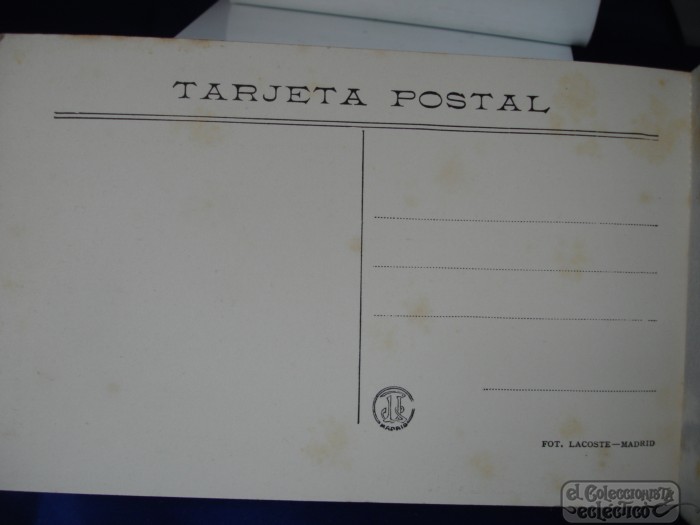 TARJETA POSTAL
MADRID
FOT. LACOSTE—MADRID
el Coleccionista
ecléctico